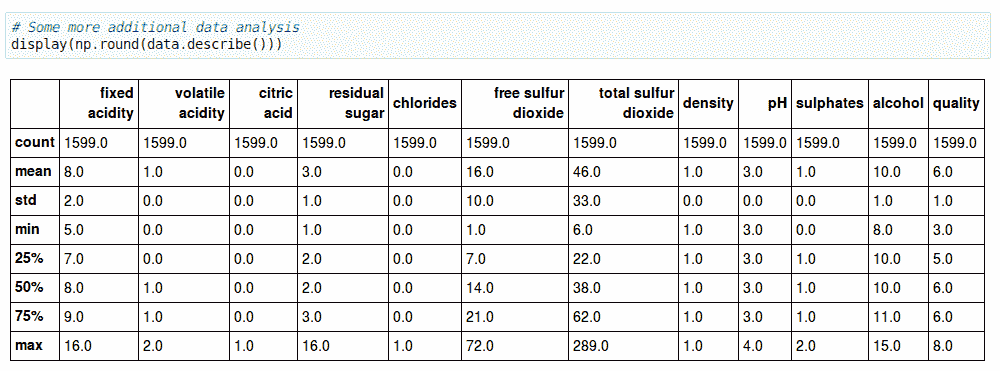 # Some more additional data analysis
display(np.round(data.describe()))
fixed acidity volatile acidity citric acid residual sugar chlorides free sulfur dioxide total sulfur dioxide density pH sulphates alcohol quality
count 1599.0 1599.0 1599.0 1599.0 1599.0 1599.0 1599.0 1599.0 1599.0 1599.0 1599.0 1599.0
mean 8.0 1.0 0.0 3.0 0.0 16.0 46.0 1.0 3.0 1.0 10.0 6.0
std 2.0 0.0 0.0 1.0 0.0 10.0 33.0 0.0 0.0 0.0 1.0 1.0
min 5.0 0.0 0.0 1.0 0.0 1.0 6.0 1.0 3.0 0.0 8.0 3.0
25% 7.0 0.0 0.0 2.0 0.0 7.0 22.0 1.0 3.0 1.0 10.0 5.0
50% 8.0 1.0 0.0 2.0 0.0 14.0 38.0 1.0 3.0 1.0 10.0 6.0
75% 9.0 1.0 0.0 3.0 0.0 21.0 62.0 1.0 3.0 1.0 11.0 6.0
max 16.0 2.0 1.0 16.0 1.0 72.0 289.0 1.0 4.0 2.0 15.0 8.0